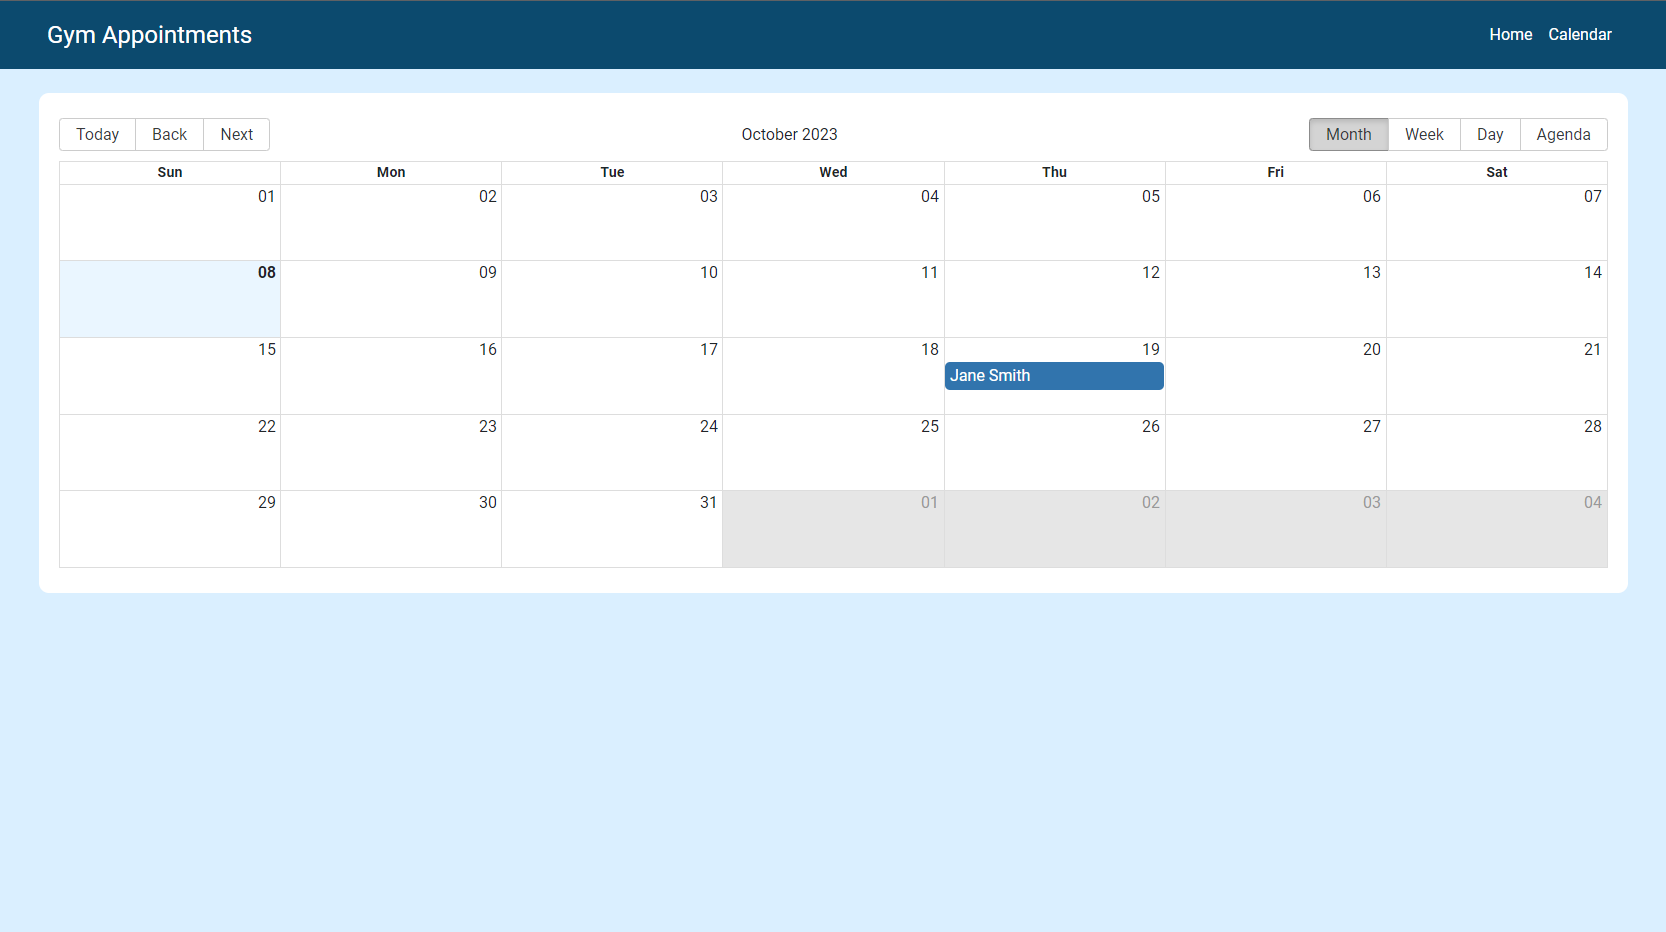 Gym Appointments
Home Calendar
Today Back Next October 2023 Month Week Day Agenda
Sun Mon Tue Wed Thu Fri Sat
01 02 03 04 05 06 07
08 09 10 11 12 13 14
15 16 17 18 19 20 21
Jane Smith
22 23 24 25 26 27 28
29 30 31 01 02 03 04